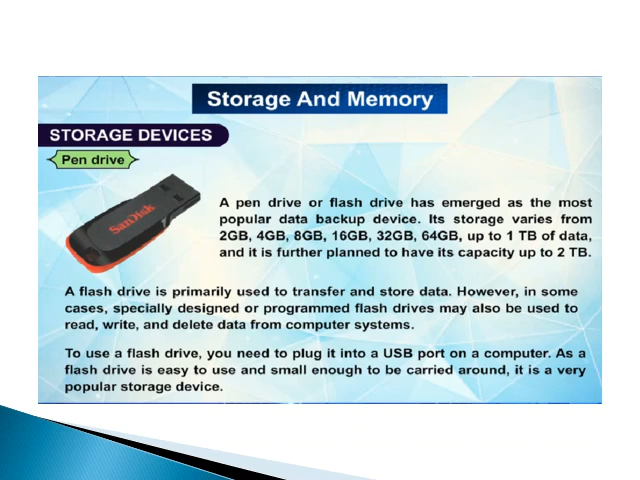 Storage And Memory
STORAGE DEVICES
Pen drive
SanDisk
A pen drive or flash drive has emerged as the most
popular data backup device. Its storage varies from
2GB, 4GB, 8GB, 16GB, 32GB, 64GB, up to 1 TB of data,
and it is further planned to have its capacity up to 2 TB.
A flash drive is primarily used to transfer and store data. However, in some
cases, specially designed or programmed flash drives may also be used to
read, write, and delete data from computer systems.
To use a flash drive, you need to plug it into a USB port on a computer. As a
flash drive is easy to use and small enough to be carried around, it is a very
popular storage device.